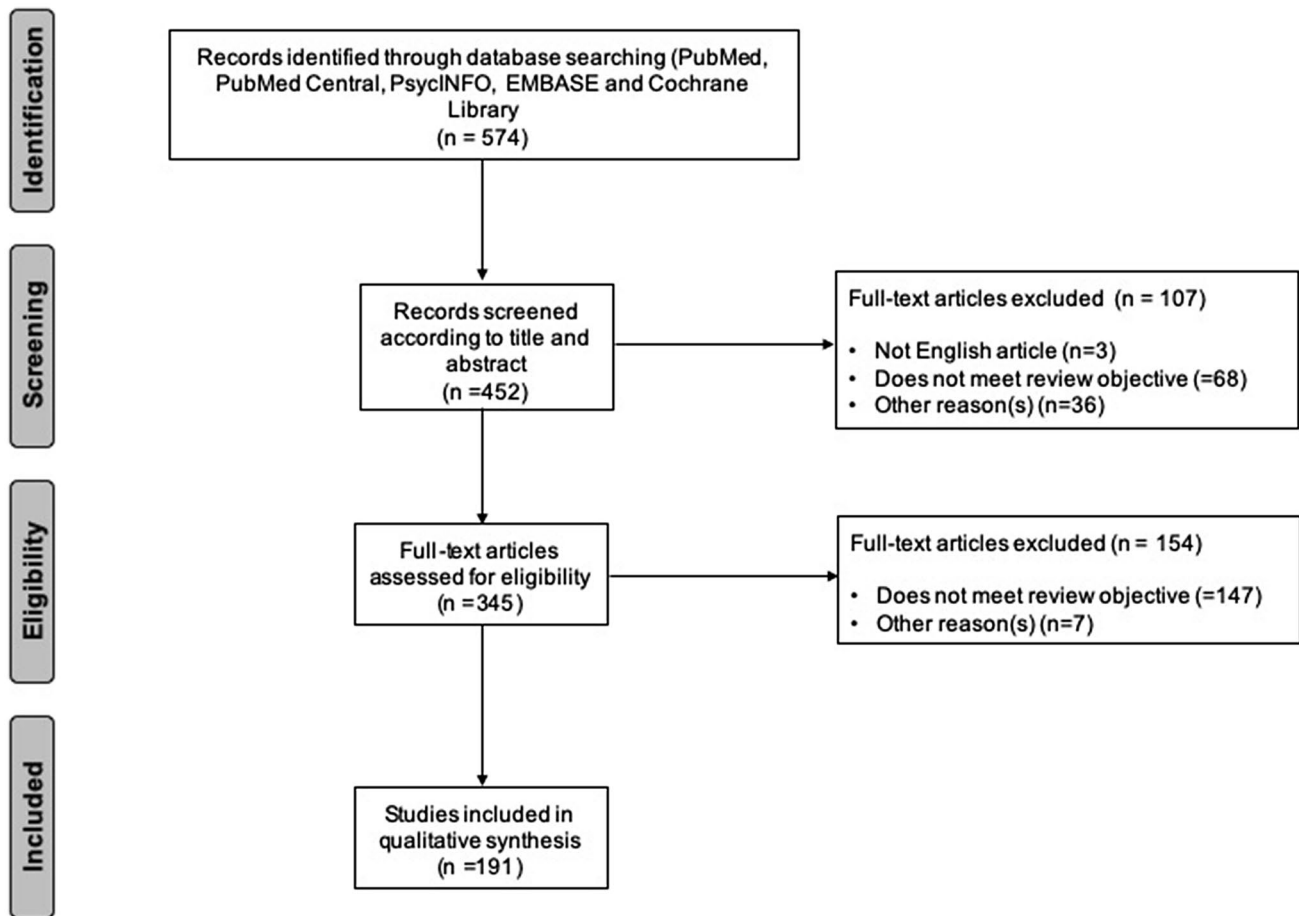 Identification
Records identified through database searching (PubMed,
PubMed Central, PsycINFO, EMBASE and Cochrane
Library
(n = 574)
Screening
Records screened
according to title and
abstract
(n =452)
Full-text articles excluded (n = 107)
• Not English article (n=3)
• Does not meet review objective (=68)
• Other reason(s) (n=36)
Eligibility
Full-text articles
assessed for eligibility
(n =345)
Full-text articles excluded (n = 154)
• Does not meet review objective (=147)
• Other reason(s) (n=7)
Included
Studies included in
qualitative synthesis
(n =191)